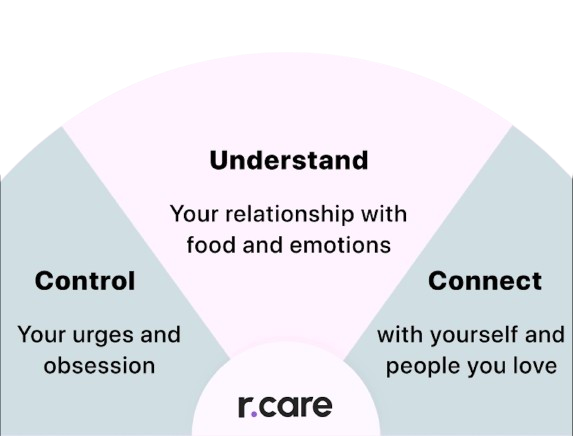 Understand
Your relationship with
food and emotions
Control
Your urges and
obsession
Connect
with yourself and
people you love
r.care